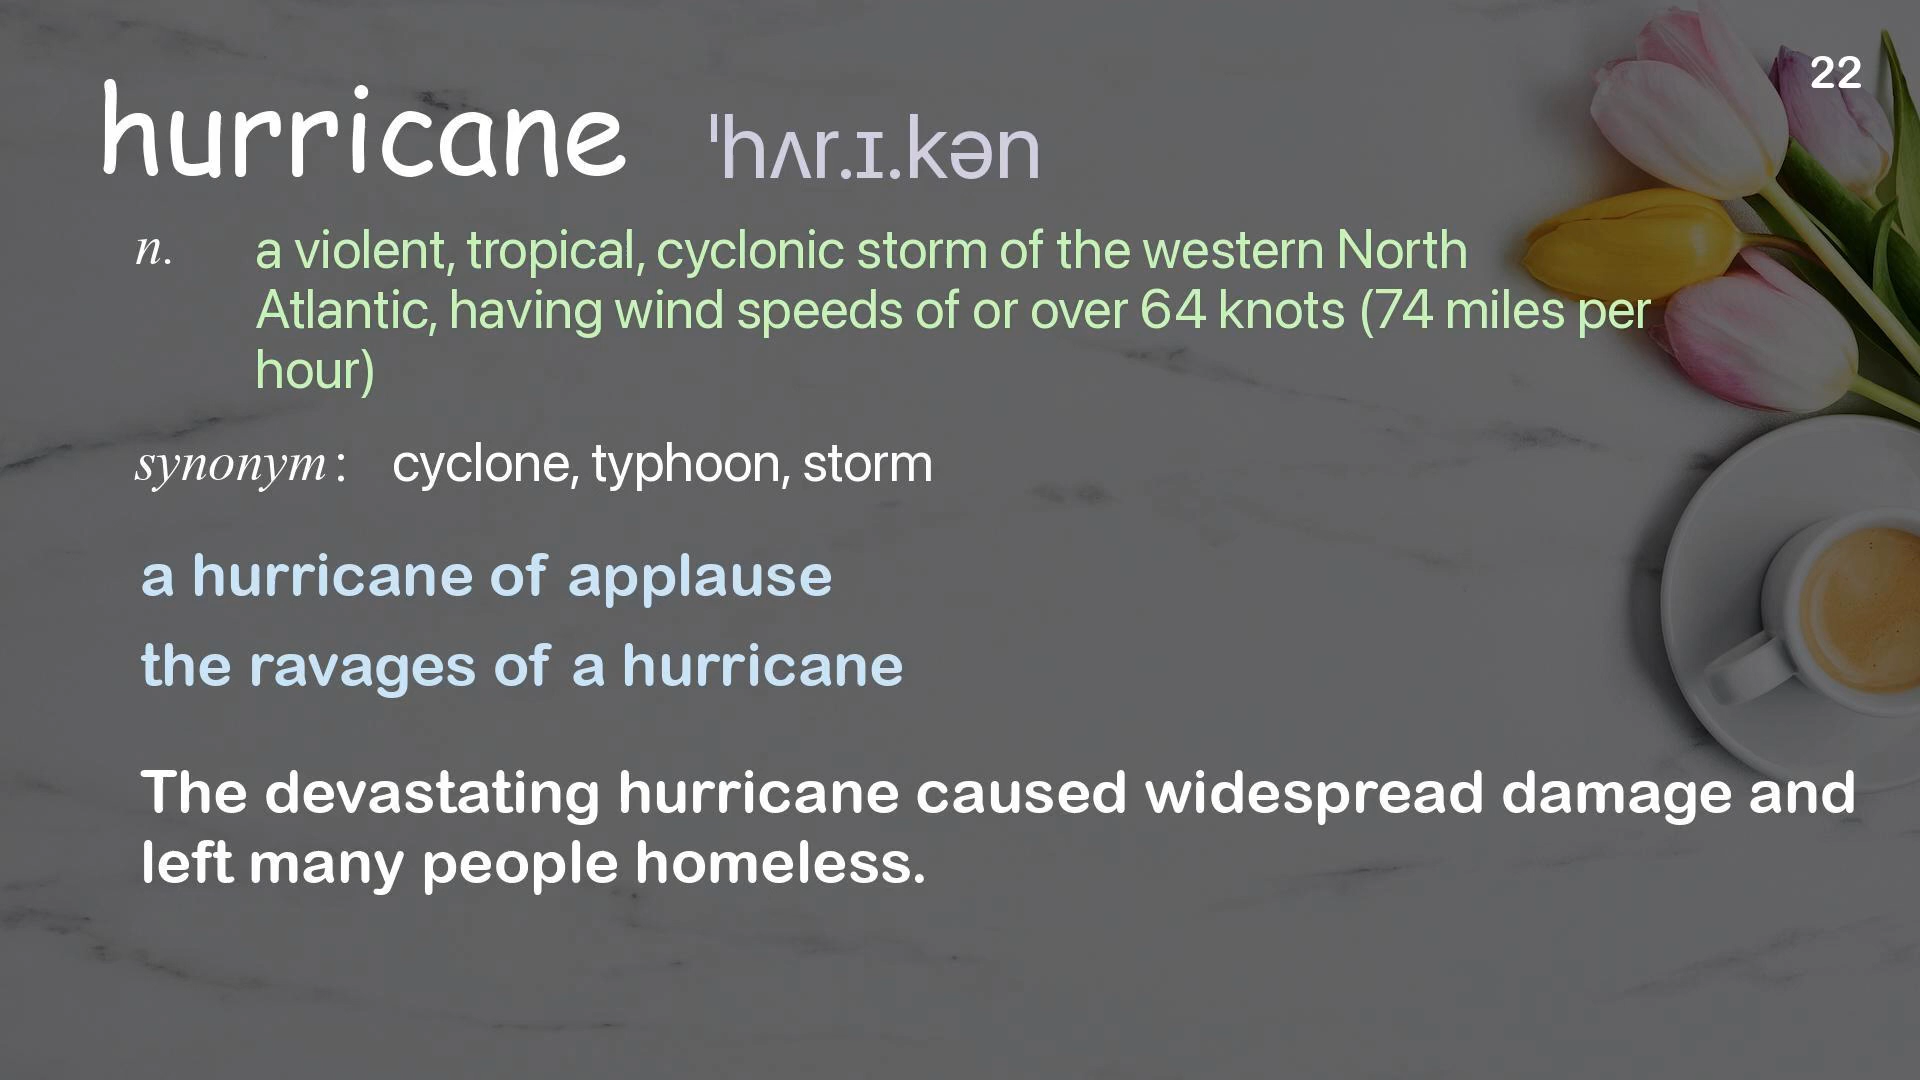 22
hurricane ˈhʌr.ɪ.kən
n. a violent, tropical, cyclonic storm of the western North
Atlantic, having wind speeds of or over 64 knots (74 miles per
hour)
synonym: cyclone, typhoon, storm
a hurricane of applause
the ravages of a hurricane
The devastating hurricane caused widespread damage and
left many people homeless.